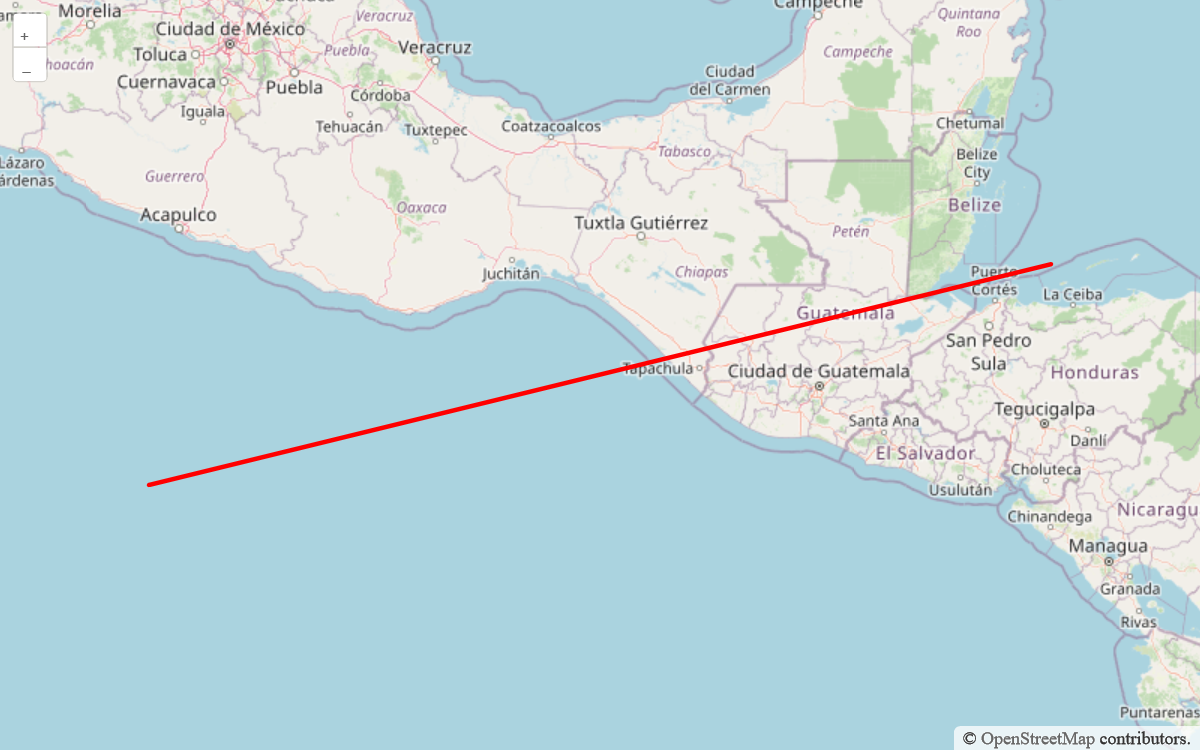 Morelia
Pachuca
Campeche
Veracruz
Quintana
Roo
Ciudad de México
Toluca
Puebla
Veracruz
Campeche
+
−
Cuernavaca
Puebla
Córdoba
Ciudad
del Carmen
Iguala
Tehuacán
Tuxtepec
Coatzacoalcos
Chetumal
Tabasco
Belize
City
Lázaro
Guerrero
Acapulco
Oaxaca
Belize
Tuxtla Gutiérrez
Petén
Juchitán
Chiapas
Puerto
Cortés
La Ceiba
Guatemala
San Pedro
Sula
Tapachula
Ciudad de Guatemala
Honduras
Tegucigalpa
Santa Ana
Danlí
El Salvador
Choluteca
Usulután
Chinandega
Nicaragu
Managua
Granada
Rivas
Puntarenas
© OpenStreetMap contributors.